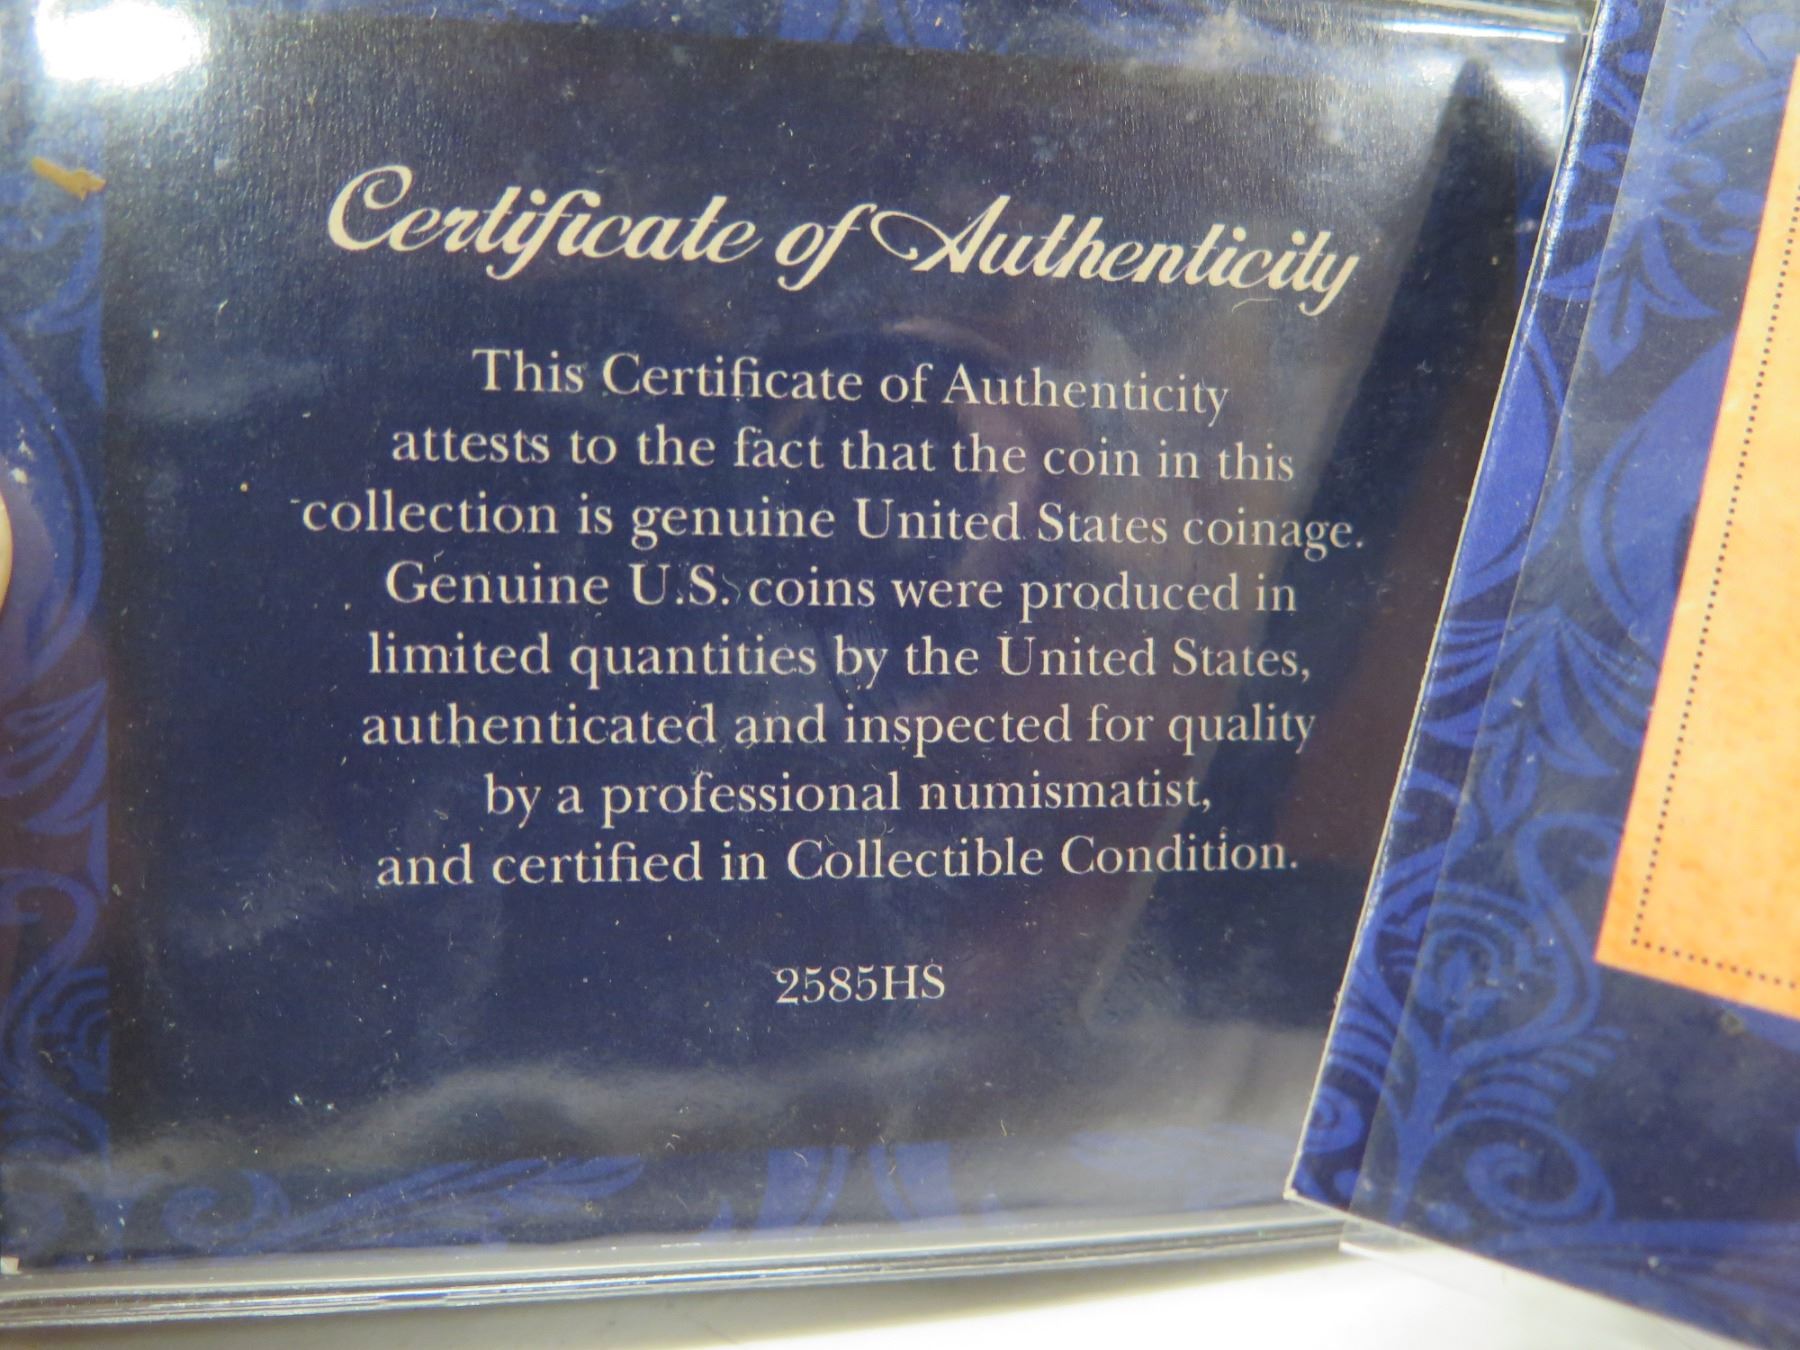 Certificate of Authenticity
This Certificate of Authenticity
attests to the fact that the coin in this
collection is genuine United States coinage.
Genuine U.S. coins were produced in
limited quantities by the United States,
authenticated and inspected for quality
by a professional numismatist,
and certified in Collectible Condition.
2585HS